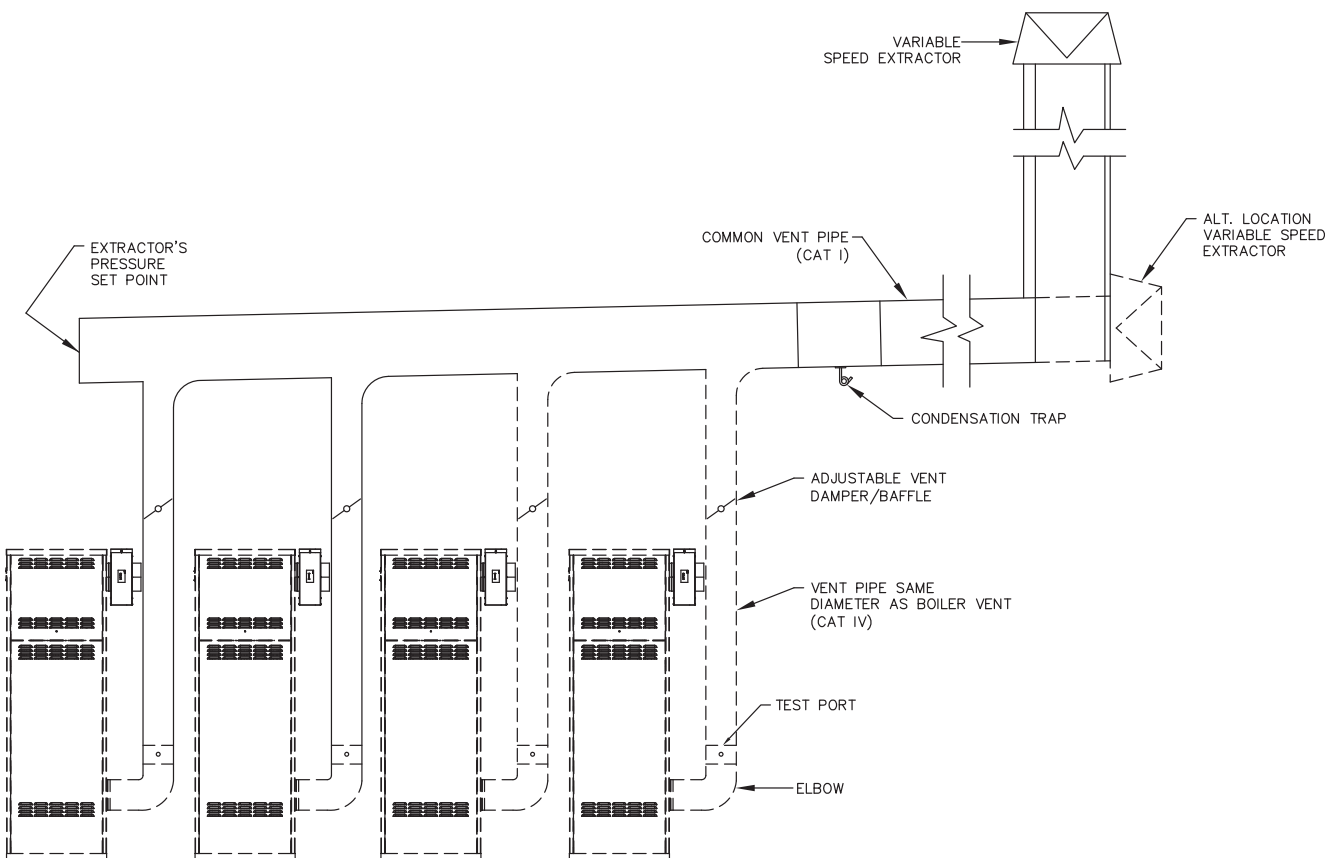 VARIABLE
SPEED EXTRACTOR
EXTRACTOR'S
PRESSURE
SET POINT
COMMON VENT PIPE
(CAT I)
ALT. LOCATION
VARIABLE SPEED
EXTRACTOR
CONDENSATION TRAP
ADJUSTABLE VENT
DAMPER/BAFFLE
VENT PIPE SAME
DIAMETER AS BOILER VENT
(CAT IV)
TEST PORT
ELBOW